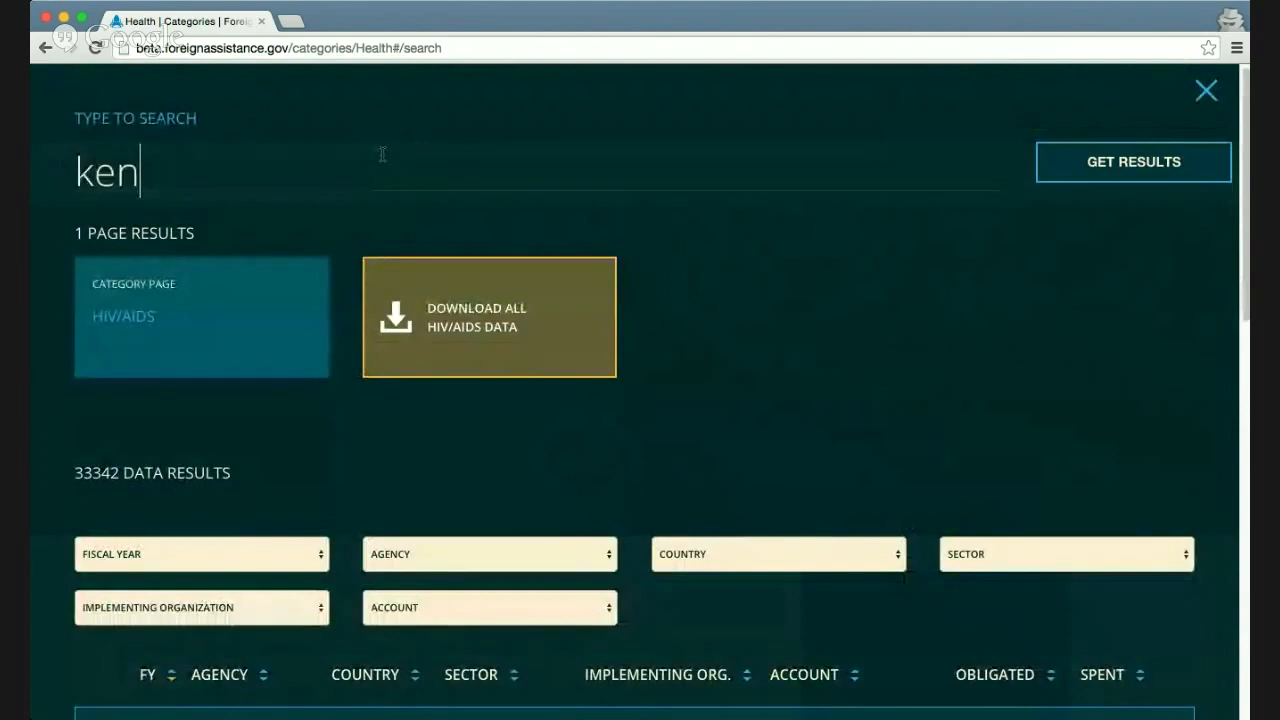 Health | Categories | Foreig
Google
beta.foreignassistance.gov/categories/Health#/search
TYPE TO SEARCH
ken
GET RESULTS
1 PAGE RESULTS
CATEGORY PAGE
HIV/AIDS
DOWNLOAD ALL
HIV/AIDS DATA
33342 DATA RESULTS
FISCAL YEAR AGENCY COUNTRY SECTOR
IMPLEMENTING ORGANIZATION ACCOUNT
FY AGENCY COUNTRY SECTOR IMPLEMENTING ORG. ACCOUNT OBLIGATED SPENT